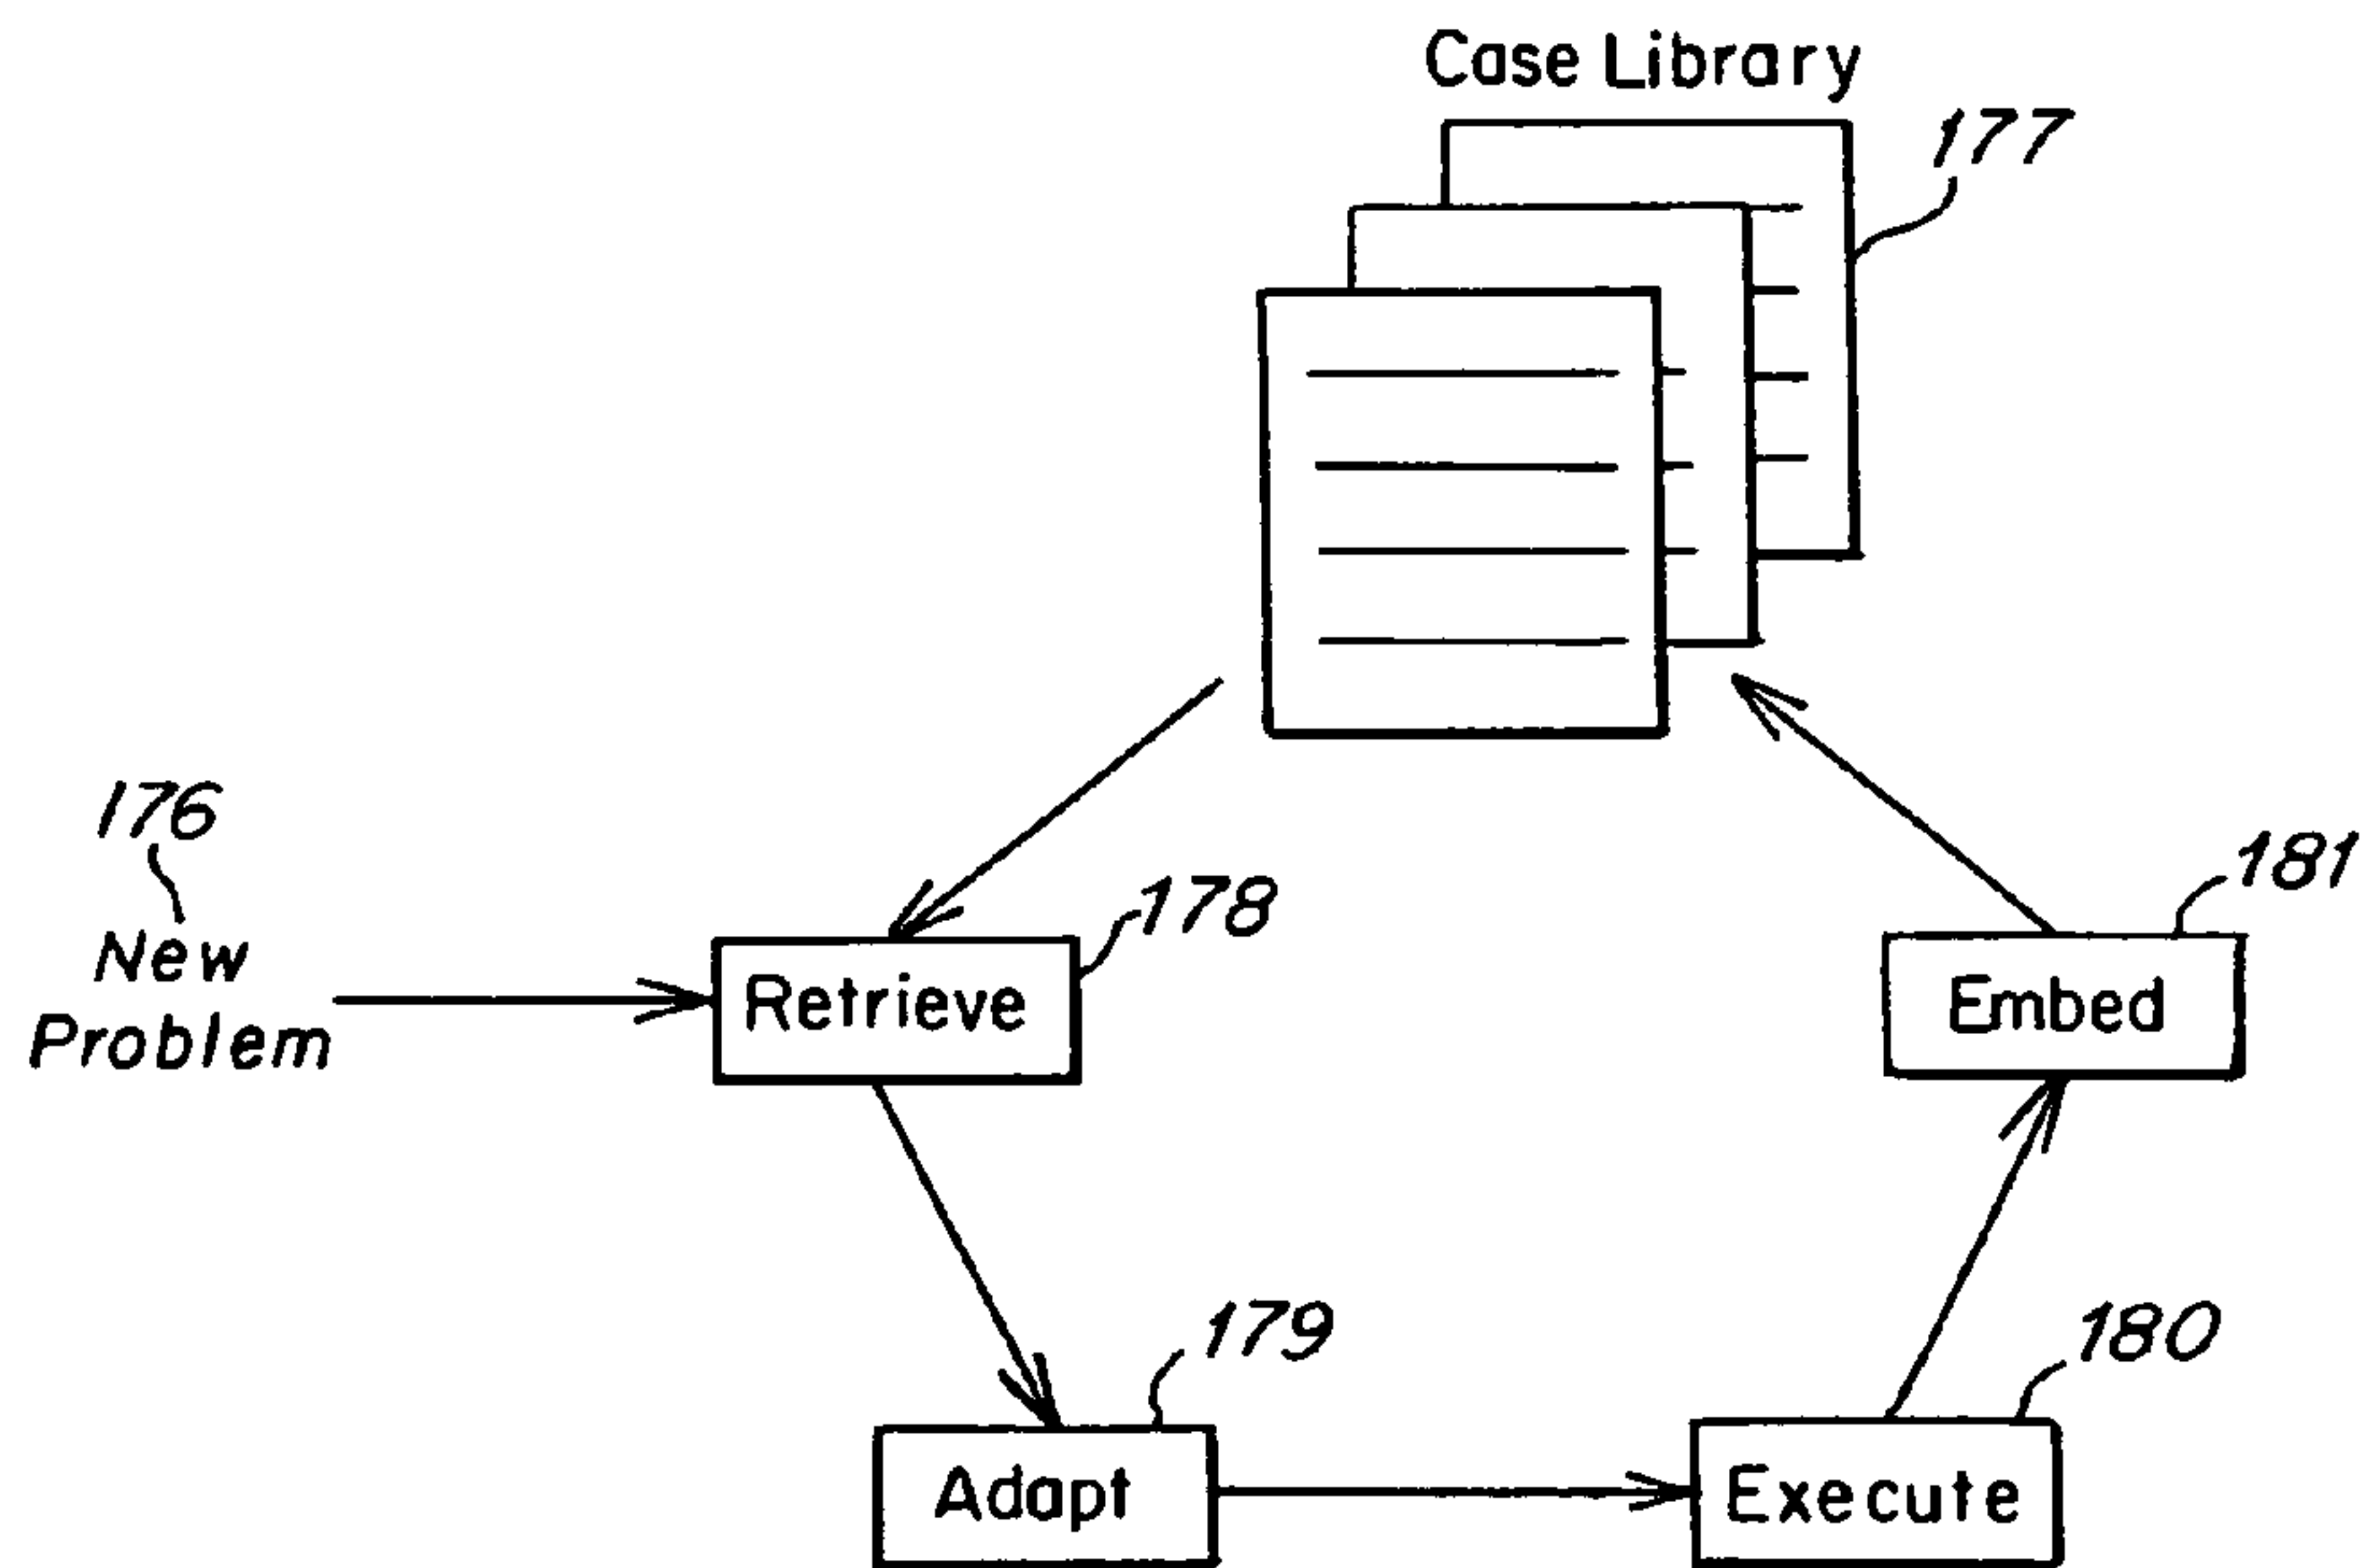 Case Library
177
176
New
Problem
178
Retrieve
181
Embed
179
Adapt
180
Execute